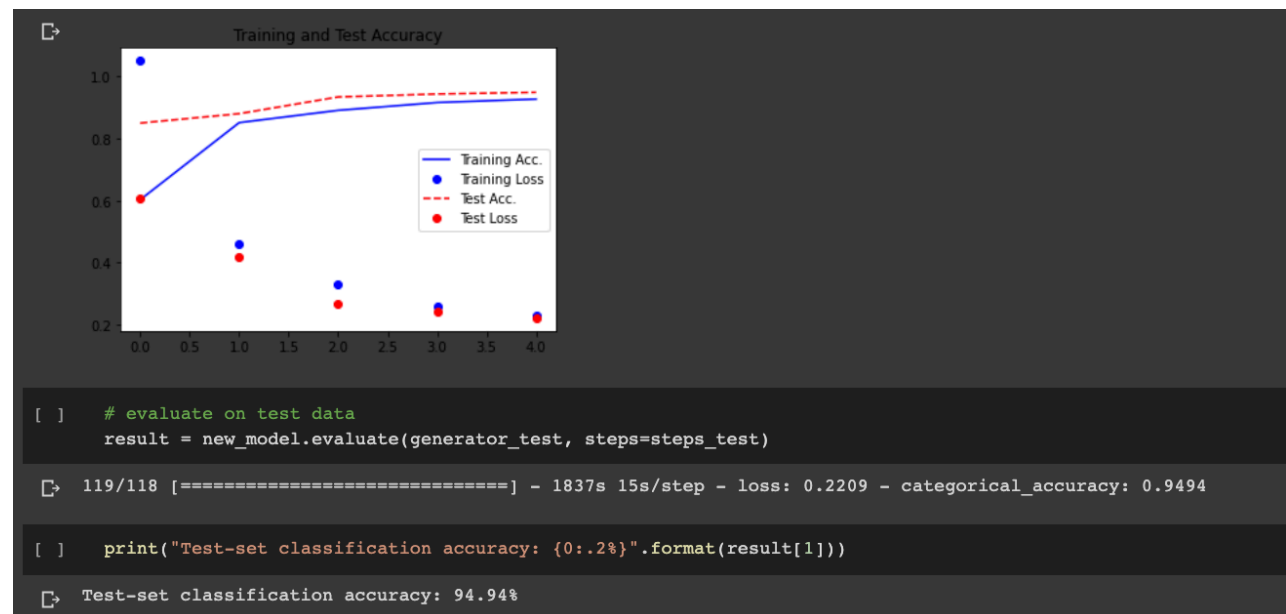 Training and Test Accuracy
1.0
0.8
0.6
0.4
0.2
Training Acc.
Training Loss
Test Acc.
Test Loss
0.0 0.5 1.0 1.5 2.0 2.5 3.0 3.5 4.0
[ ] # evaluate on test data
result = new_model.evaluate(generator_test, steps=steps_test)
119/118 [==============================] - 1837s 15s/step - loss: 0.2209 - categorical_accuracy: 0.9494
[ ] print("Test-set classification accuracy: {0:.2%}".format(result[1]))
Test-set classification accuracy: 94.94%